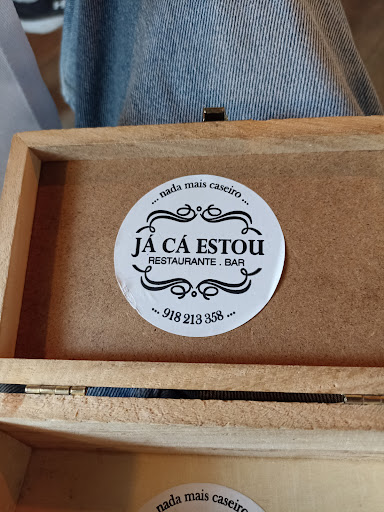 ... nada mais caseiro ...
JÁ CÁ ESTOU
RESTAURANTE . BAR
... 918 213 358 ...
nada mais caseiro